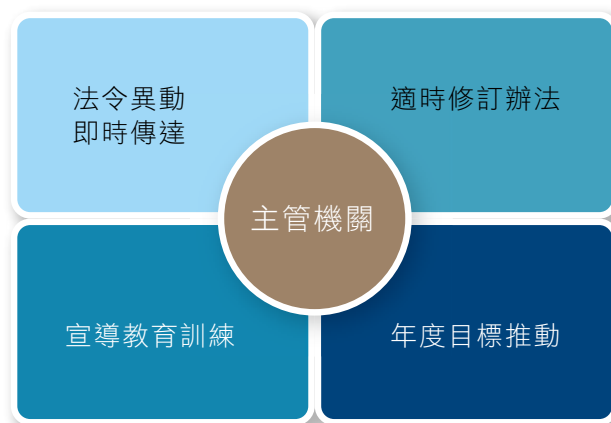 法令異動
即時傳達
適時修訂辦法
主管機關
宣導教育訓練
年度目標推動